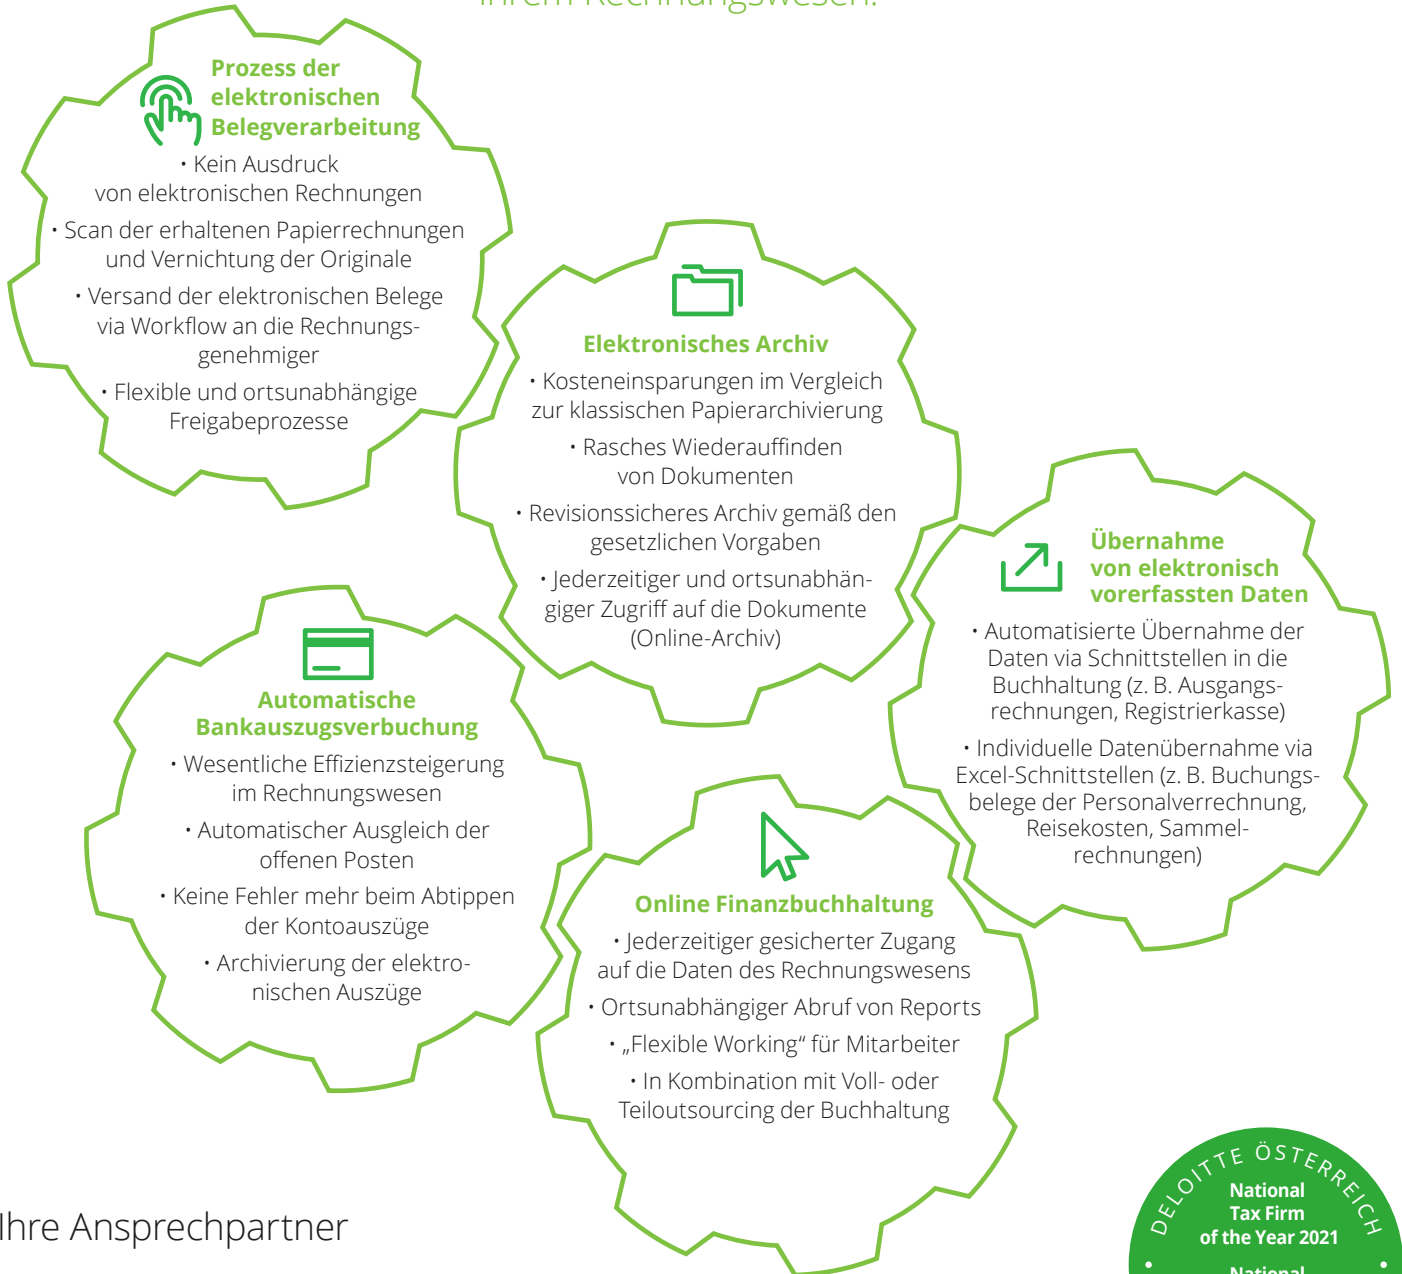 Ihrem Rechnungswesen.
Prozess der
elektronischen
Belegverarbeitung
• Kein Ausdruck
von elektronischen Rechnungen
• Scan der erhaltenen Papierrechnungen
und Vernichtung der Originale
• Versand der elektronischen Belege
via Workflow an die Rechnungs-
genehmiger
• Flexible und ortsunabhängige
Freigabeprozesse
Elektronisches Archiv
• Kosteneinsparungen im Vergleich
zur klassischen Papierarchivierung
• Rasches Wiederauffinden
von Dokumenten
• Revisionssicheres Archiv gemäß den
gesetzlichen Vorgaben
• Jederzeitiger und ortsunabhän-
giger Zugriff auf die Dokumente
(Online-Archiv)
Übernahme
von elektronisch
vorerfassten Daten
• Automatisierte Übernahme der
Daten via Schnittstellen in die
Buchhaltung (z. B. Ausgangs-
rechnungen, Registrierkasse)
• Individuelle Datenübernahme via
Excel-Schnittstellen (z. B. Buchungs-
belege der Personalverrechnung,
Reisekosten, Sammel-
rechnungen)
Automatische
Bankauszugsverbuchung
• Wesentliche Effizienzsteigerung
im Rechnungswesen
• Automatischer Ausgleich der
offenen Posten
• Keine Fehler mehr beim Abtippen
der Kontoauszüge
• Archivierung der elektro-
nischen Auszüge
Online Finanzbuchhaltung
• Jederzeitiger gesicherter Zugang
auf die Daten des Rechnungswesens
• Ortsunabhängiger Abruf von Reports
• „Flexible Working“ für Mitarbeiter
• In Kombination mit Voll- oder
Teiloutsourcing der Buchhaltung
Ihre Ansprechpartner
• DELOITTE ÖSTERREICH •
National
Tax Firm
of the Year 2021
National